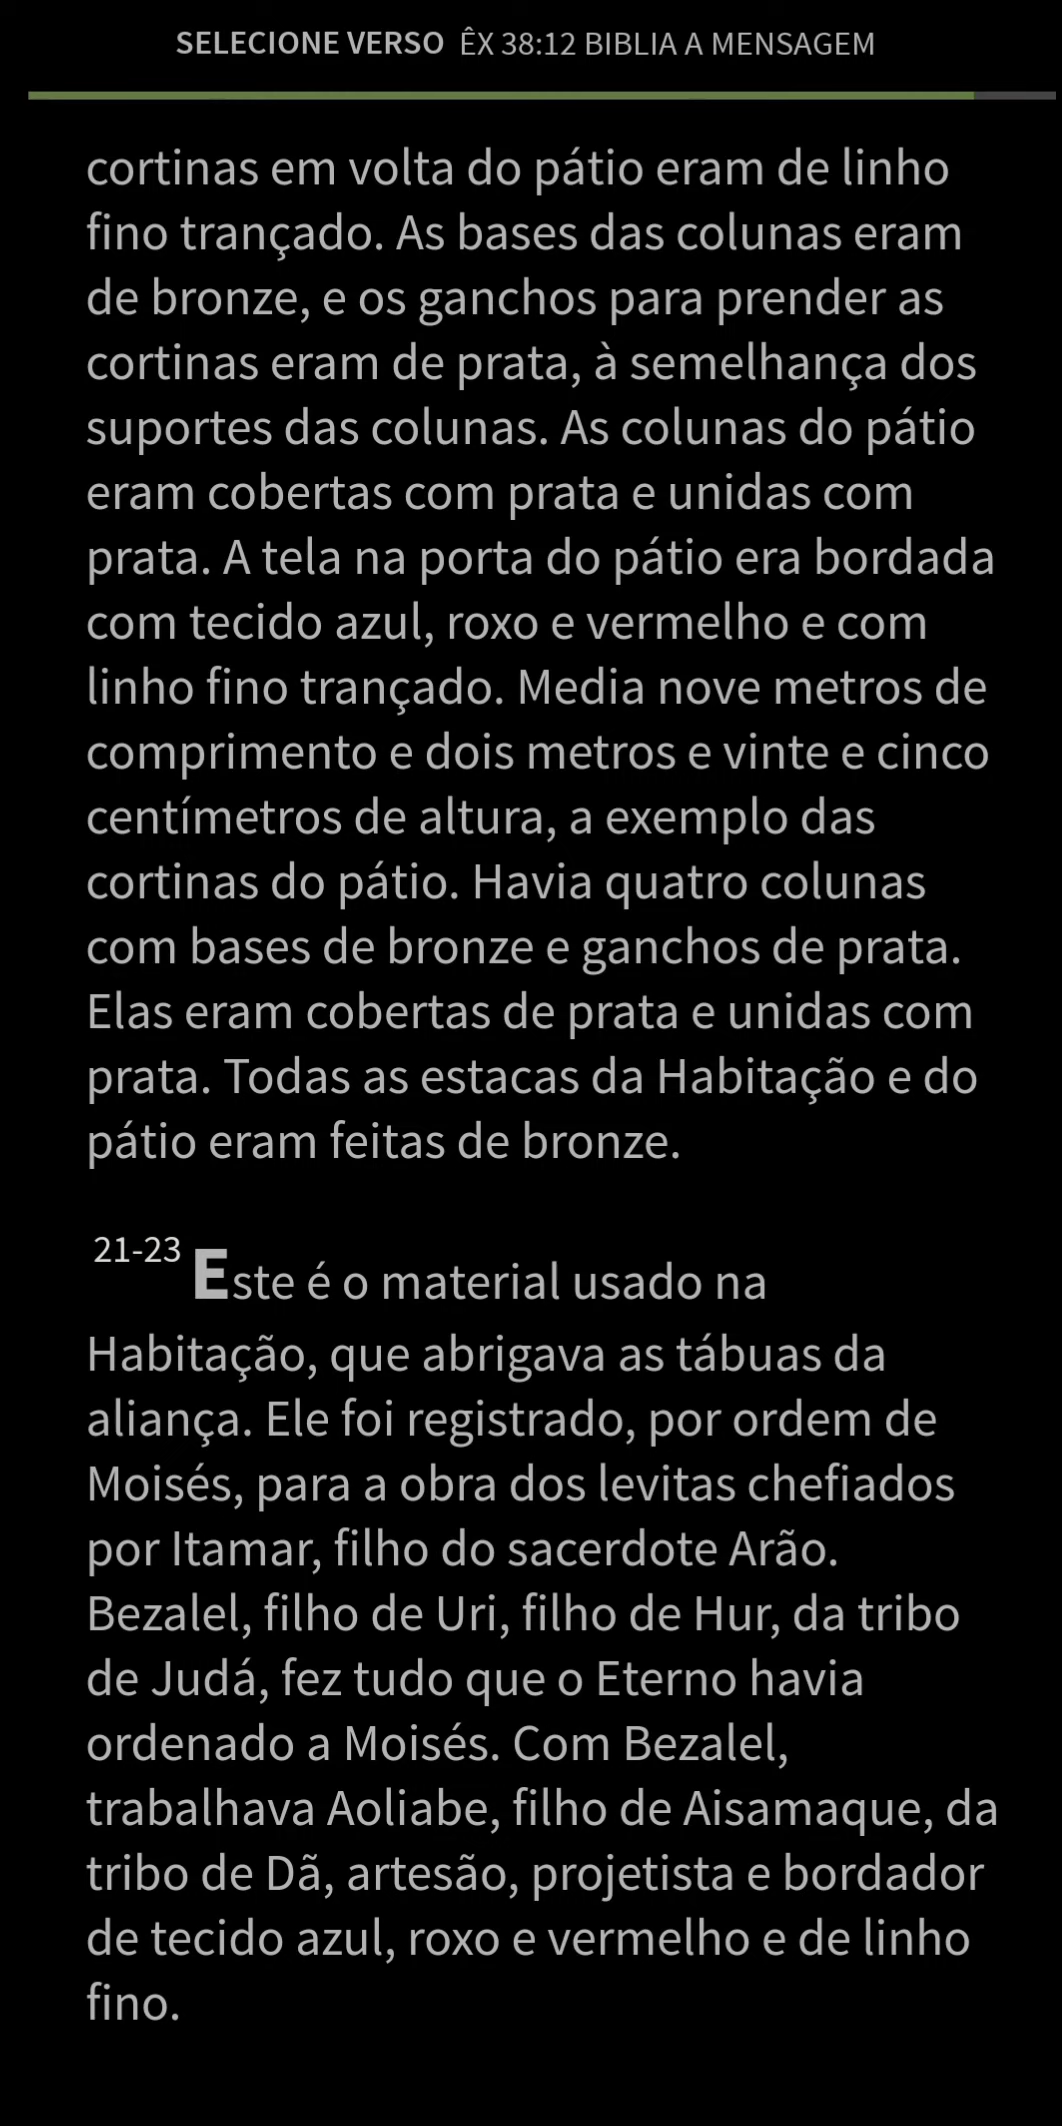 SELECIONE VERSO ÊX 38:12 BIBLIA A MENSAGEM
cortinas em volta do pátio eram de linho
fino trançado. As bases das colunas eram
de bronze, e os ganchos para prender as
cortinas eram de prata, à semelhança dos
suportes das colunas. As colunas do pátio
eram cobertas com prata e unidas com
prata. A tela na porta do pátio era bordada
com tecido azul, roxo e vermelho e com
linho fino trançado. Media nove metros de
comprimento e dois metros e vinte e cinco
centímetros de altura, a exemplo das
cortinas do pátio. Havia quatro colunas
com bases de bronze e ganchos de prata.
Elas eram cobertas de prata e unidas com
prata. Todas as estacas da Habitação e do
pátio eram feitas de bronze.
21-23 Este é o material usado na
Habitação, que abrigava as tábuas da
aliança. Ele foi registrado, por ordem de
Moisés, para a obra dos levitas chefiados
por Itamar, filho do sacerdote Arão.
Bezalel, filho de Uri, filho de Hur, da tribo
de Judá, fez tudo que o Eterno havia
ordenado a Moisés. Com Bezalel,
trabalhava Aoliabe, filho de Aisamaque, da
tribo de Dã, artesão, projetista e bordador
de tecido azul, roxo e vermelho e de linho
fino.